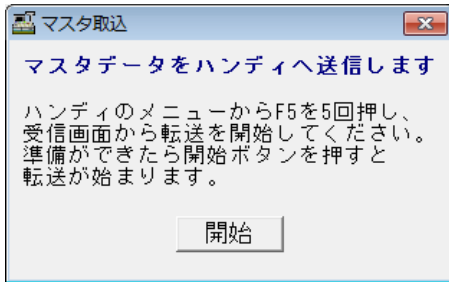 マスタ取込
マスタデータをハンディへ送信します
ハンディのメニューからF5を5回押し、
受信画面から転送を開始してください。
準備ができたら開始ボタンを押すと
転送が始まります。
開始